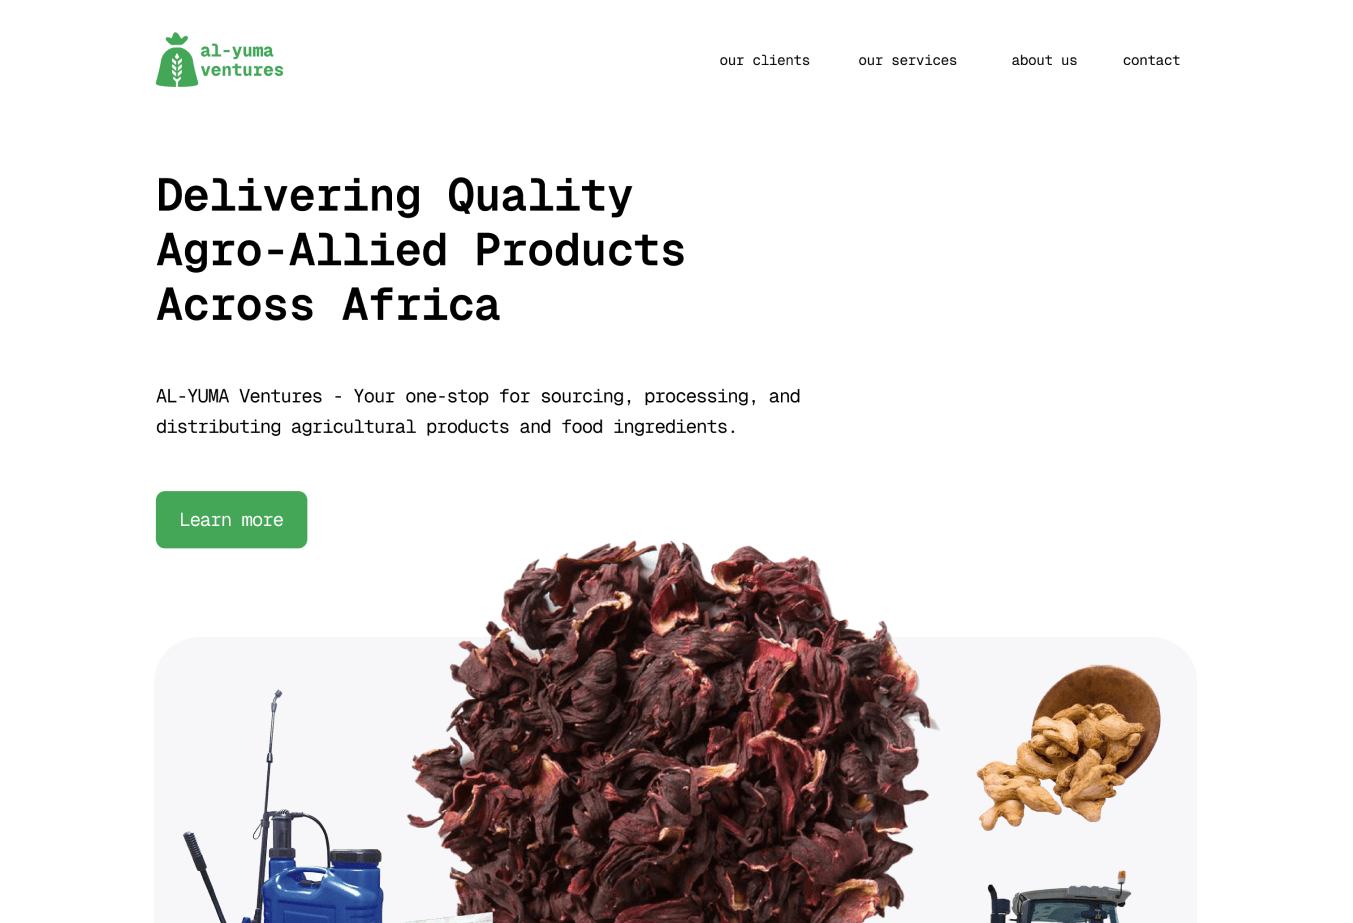 al-yuma
ventures
our clients
our services
about us
contact
Delivering Quality
Agro-Allied Products
Across Africa
AL-YUMA Ventures - Your one-stop for sourcing, processing, and
distributing agricultural products and food ingredients.
Learn more